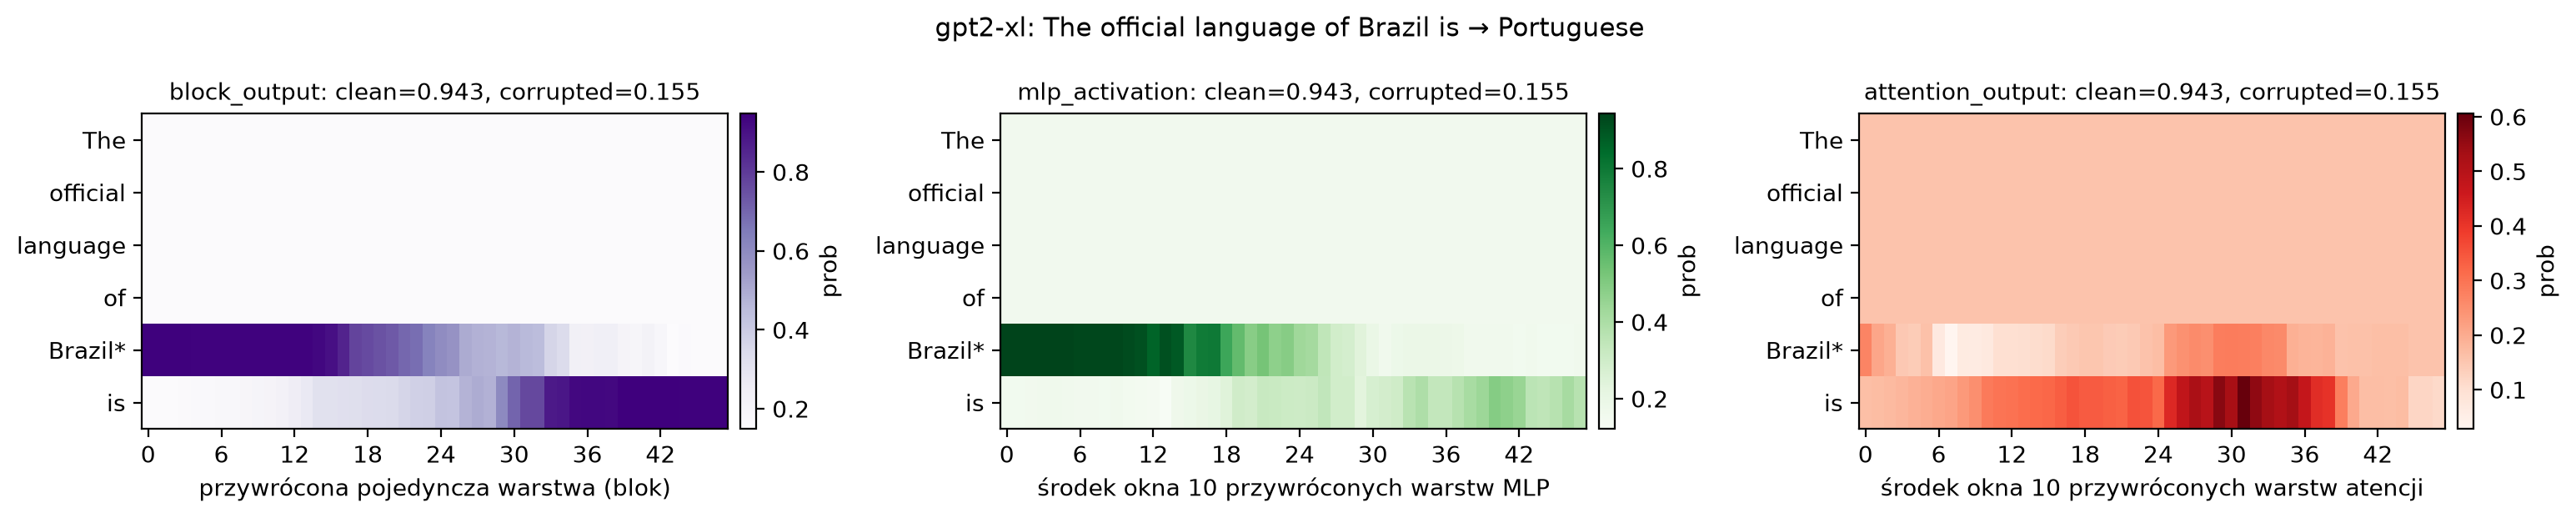 gpt2-xl: The official language of Brazil is → Portuguese
block_output: clean=0.943, corrupted=0.155
The
official
language
of
Brazil*
is
0 6 12 18 24 30 36 42
przywrócona pojedyncza warstwa (blok)
0.8
0.6
0.4
0.2
prob
mlp_activation: clean=0.943, corrupted=0.155
The
official
language
of
Brazil*
is
0 6 12 18 24 30 36 42
środek okna 10 przywróconych warstw MLP
0.8
0.6
0.4
0.2
prob
attention_output: clean=0.943, corrupted=0.155
The
official
language
of
Brazil*
is
0 6 12 18 24 30 36 42
środek okna 10 przywróconych warstw atencji
0.6
0.5
0.4
0.3
0.2
0.1
prob